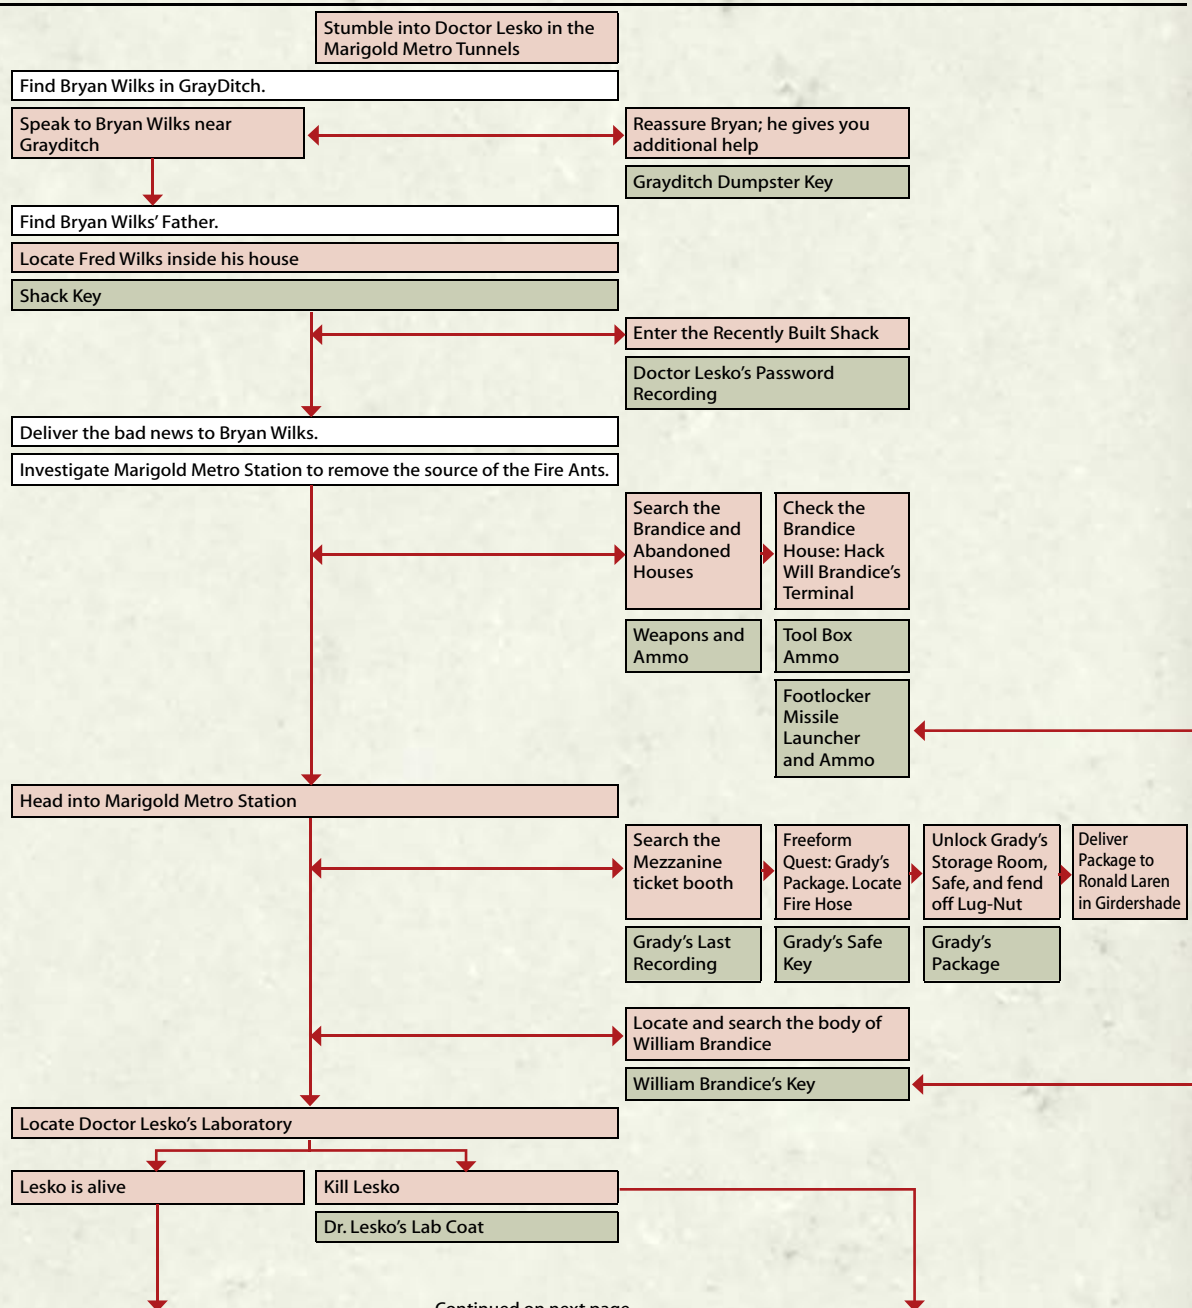 Stumble into Doctor Lesko in the
Marigold Metro Tunnels
Find Bryan Wilks in GrayDitch.
Speak to Bryan Wilks near
Grayditch
Reassure Bryan; he gives you
additional help
Grayditch Dumpster Key
Find Bryan Wilks' Father.
Locate Fred Wilks inside his house
Shack Key
Enter the Recently Built Shack
Doctor Lesko's Password
Recording
Deliver the bad news to Bryan Wilks.
Investigate Marigold Metro Station to remove the source of the Fire Ants.
Search the
Brandice and
Abandoned
Houses
Check the
Brandice
House: Hack
Will Brandice's
Terminal
Weapons and
Ammo
Tool Box
Ammo
Footlocker
Missile
Launcher
and Ammo
Head into Marigold Metro Station
Search the
Mezzanine
ticket booth
Freeform
Quest: Grady's
Package. Locate
Fire Hose
Unlock Grady's
Storage Room,
Safe, and fend
off Lug-Nut
Deliver
Package to
Ronald Laren
in Girdershade
Grady's Last
Recording
Grady's Safe
Key
Grady's
Package
Locate and search the body of
William Brandice
William Brandice's Key
Locate Doctor Lesko's Laboratory
Lesko is alive
Kill Lesko
Dr. Lesko's Lab Coat
Continued on next page